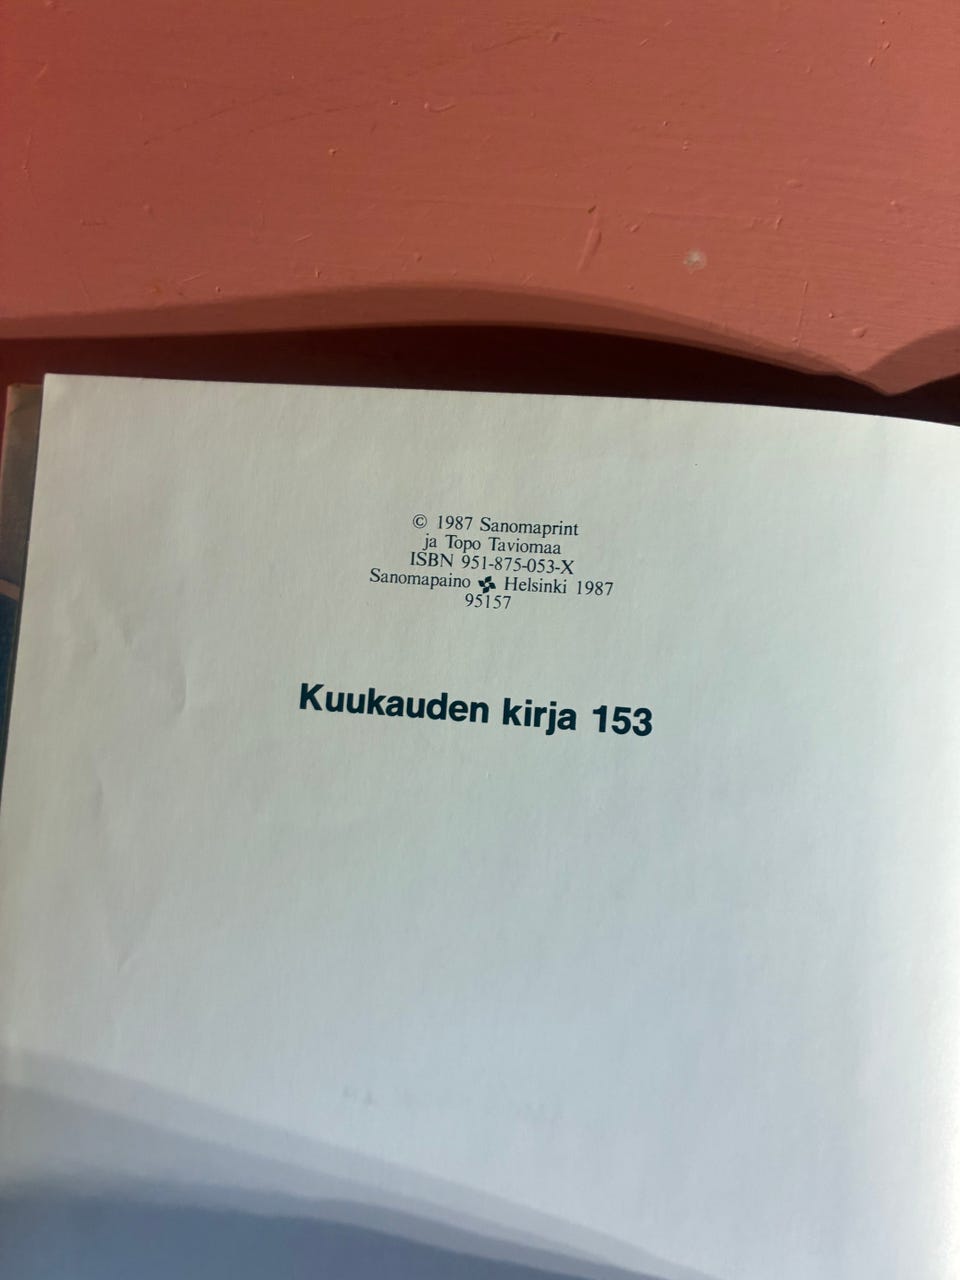 © 1987 Sanomaprint
ja Topo Taviomaa
ISBN 951-875-053-X
Sanomapaino Helsinki 1987
95157
Kuukauden kirja 153